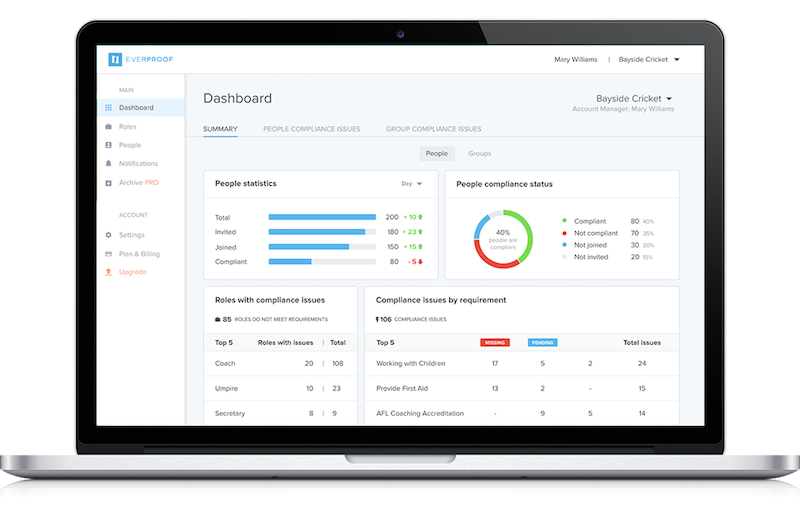 EVERPROOF
Mary Williams | Bayside Cricket
MAIN
Dashboard
Roles
People
Notifications
Archive PRO
ACCOUNT
Settings
Plan & Billing
Upgrade
Dashboard
Bayside Cricket
Account Manager: Mary Williams
SUMMARY PEOPLE COMPLIANCE ISSUES GROUP COMPLIANCE ISSUES
People Groups
People statistics Day
Total 200 + 10
Invited 180 + 23
Joined 150 + 15
Compliant 80 - 5
People compliance status
40%
people are
compliant
Compliant 80 40%
Not compliant 70 35%
Not joined 30 20%
Not invited 20 15%
Roles with compliance issues
85 ROLES DO NOT MEET REQUIREMENTS
Top 5 Roles with issues | Total
Coach 20 | 108
Umpire 10 | 23
Secretary 8 | 9
Compliance issues by requirement
106 COMPLIANCE ISSUES
Top 5 MISSING PENDING Total issues
Working with Children 17 5 2 24
Provide First Aid 13 2 - 15
AFL Coaching Accreditation - 9 5 14